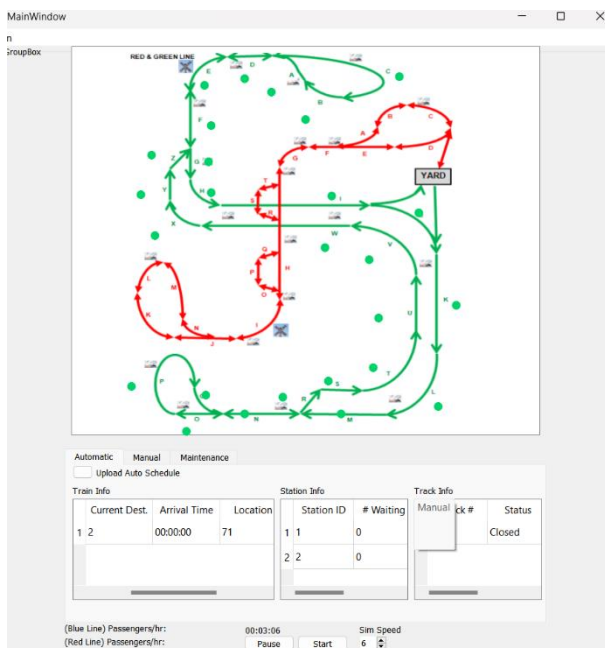 MainWindow
n
GroupBox
RED & GREEN LINE
E
D
A
C
B
B
C
A
F
G
F
E
D
Z
G
YARD
T
Y
H
S
I
R
X
W
V
Q
L
P
H
M
K
O
U
K
N
I
J
P
T
S
Q
R
L
O
N
M
Automatic Manual Maintenance
Upload Auto Schedule
Train Info Station Info Track Info
Current Dest. Arrival Time Location Station ID # Waiting Manual ck # Status
1 2 00:00:00 71 1 1 0 Closed
2 2 0
(Blue Line) Passengers/hr: 00:03:06 Sim Speed
(Red Line) Passengers/hr: Pause Start 6